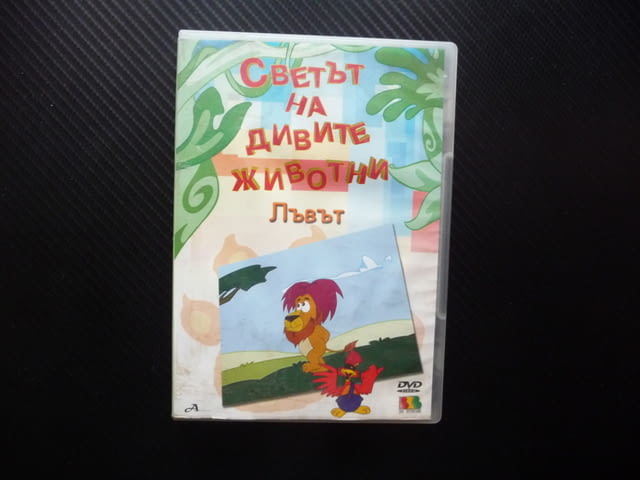 Светът
на
дивите
животни
Лъвът
DVD
A